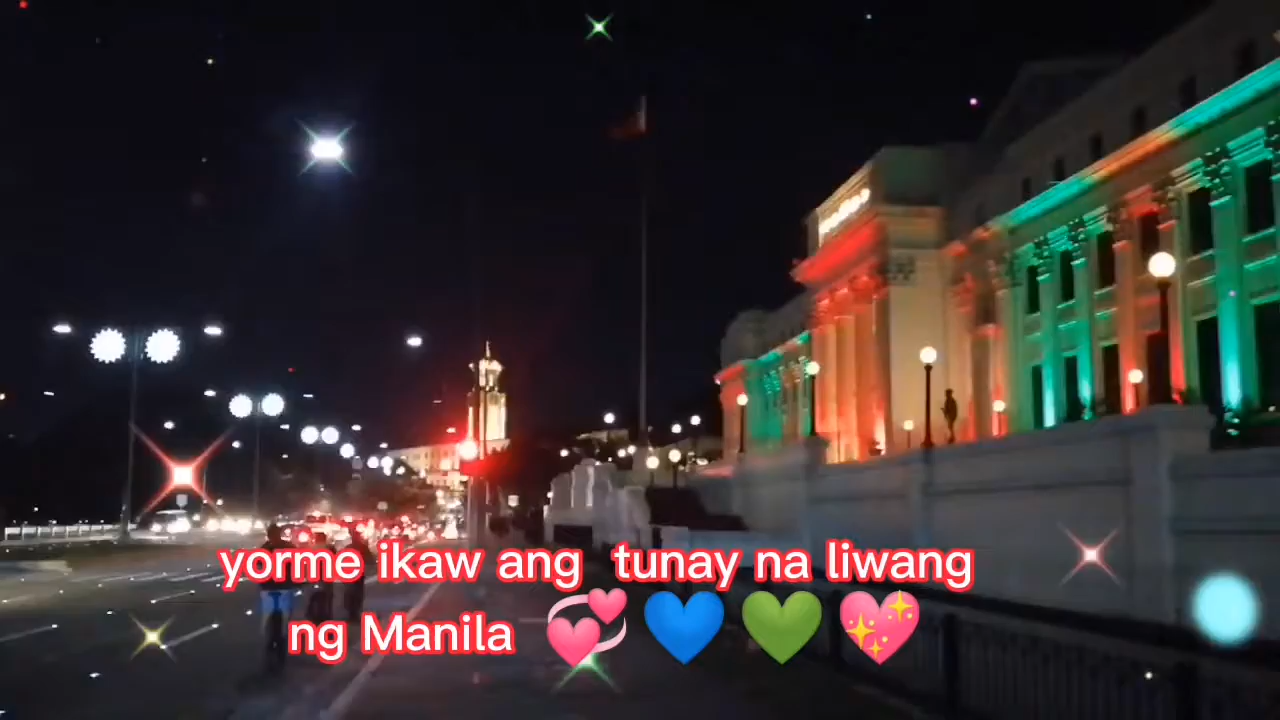 yorme ikaw ang tunay na liwang
ng Manila 💞 💙 💚 💖